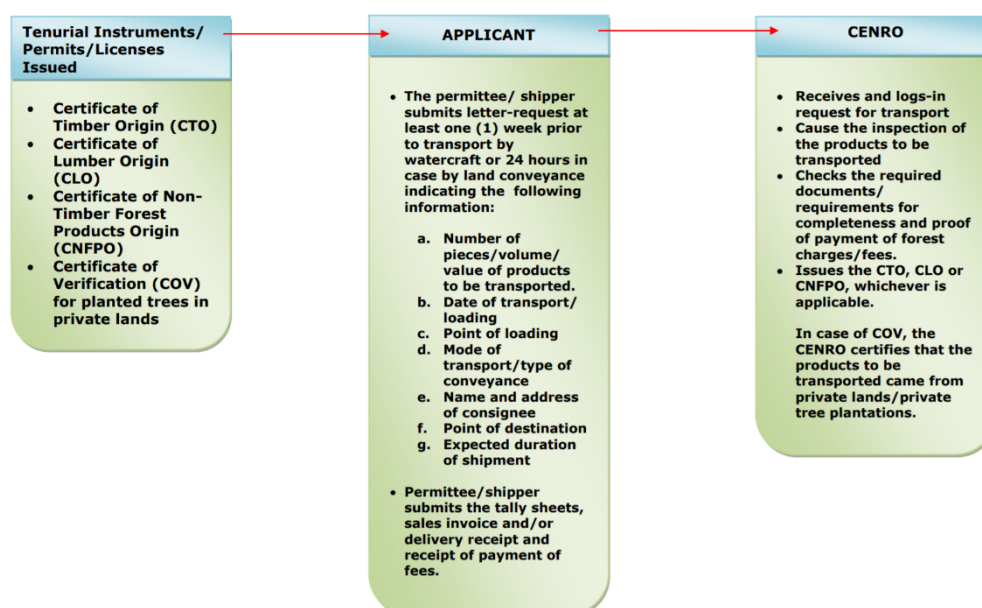 Tenurial Instruments/
Permits/Licenses
Issued
• Certificate of
Timber Origin (CTO)
• Certificate of
Lumber Origin
(CLO)
• Certificate of Non-
Timber Forest
Products Origin
(CNFPO)
• Certificate of
Verification (COV)
for planted trees in
private lands
APPLICANT
• The permittee/ shipper
submits letter-request at
least one (1) week prior
to transport by
watercraft or 24 hours in
case by land conveyance
indicating the following
information:
a. Number of
pieces/volume/
value of products
to be transported.
b. Date of transport/
loading
c. Point of loading
d. Mode of
transport/type of
conveyance
e. Name and address
of consignee
f. Point of destination
g. Expected duration
of shipment
• Permittee/shipper
submits the tally sheets,
sales invoice and/or
delivery receipt and
receipt of payment of
fees.
CENRO
• Receives and logs-in
request for transport
• Cause the inspection of
the products to be
transported
• Checks the required
documents/
requirements for
completeness and proof
of payment of forest
charges/fees.
• Issues the CTO, CLO or
CNFPO, whichever is
applicable.
In case of COV, the
CENRO certifies that the
products to be
transported came from
private lands/private
tree plantations.